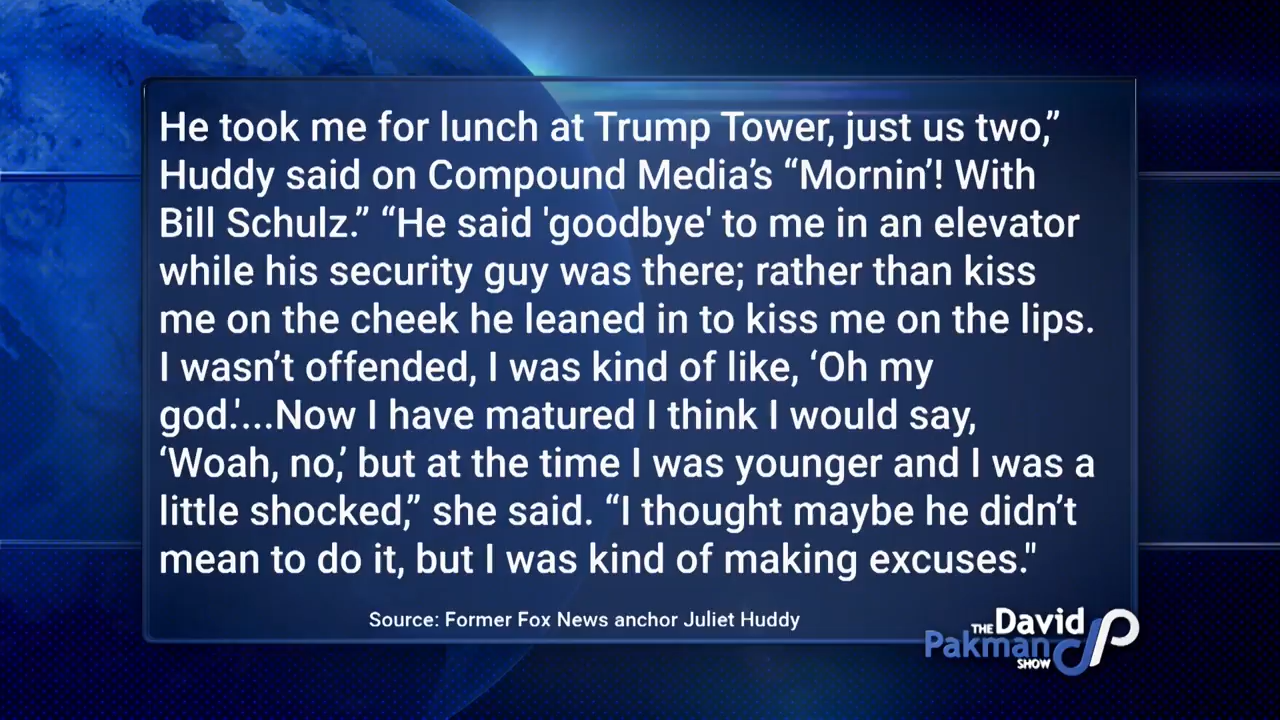 He took me for lunch at Trump Tower, just us two,”
Huddy said on Compound Media’s “Mornin’! With
Bill Schulz.” “He said 'goodbye' to me in an elevator
while his security guy was there; rather than kiss
me on the cheek he leaned in to kiss me on the lips.
I wasn’t offended, I was kind of like, ‘Oh my
god.'...Now I have matured I think I would say,
‘Woah, no,’ but at the time I was younger and I was a
little shocked,” she said. “I thought maybe he didn’t
mean to do it, but I was kind of making excuses."
Source: Former Fox News anchor Juliet Huddy
THE David
Pakman
SHOW